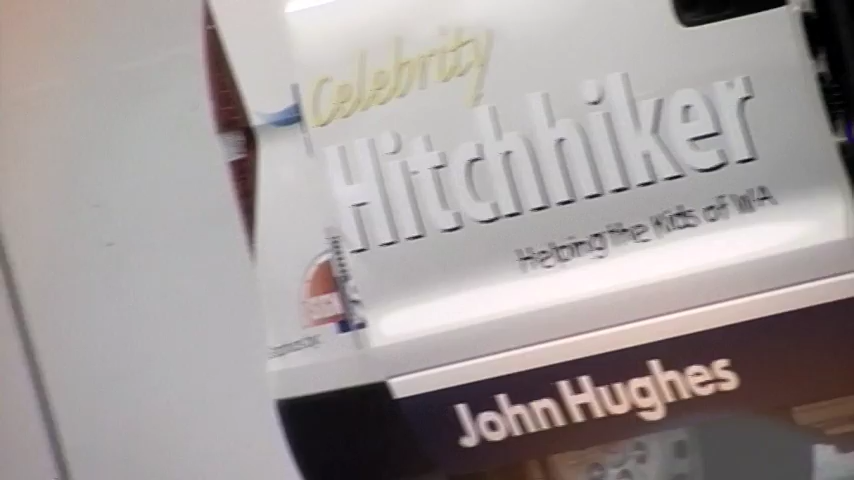 Celebrity
Hitchhiker
Helping the Kids of WA
John Hughes